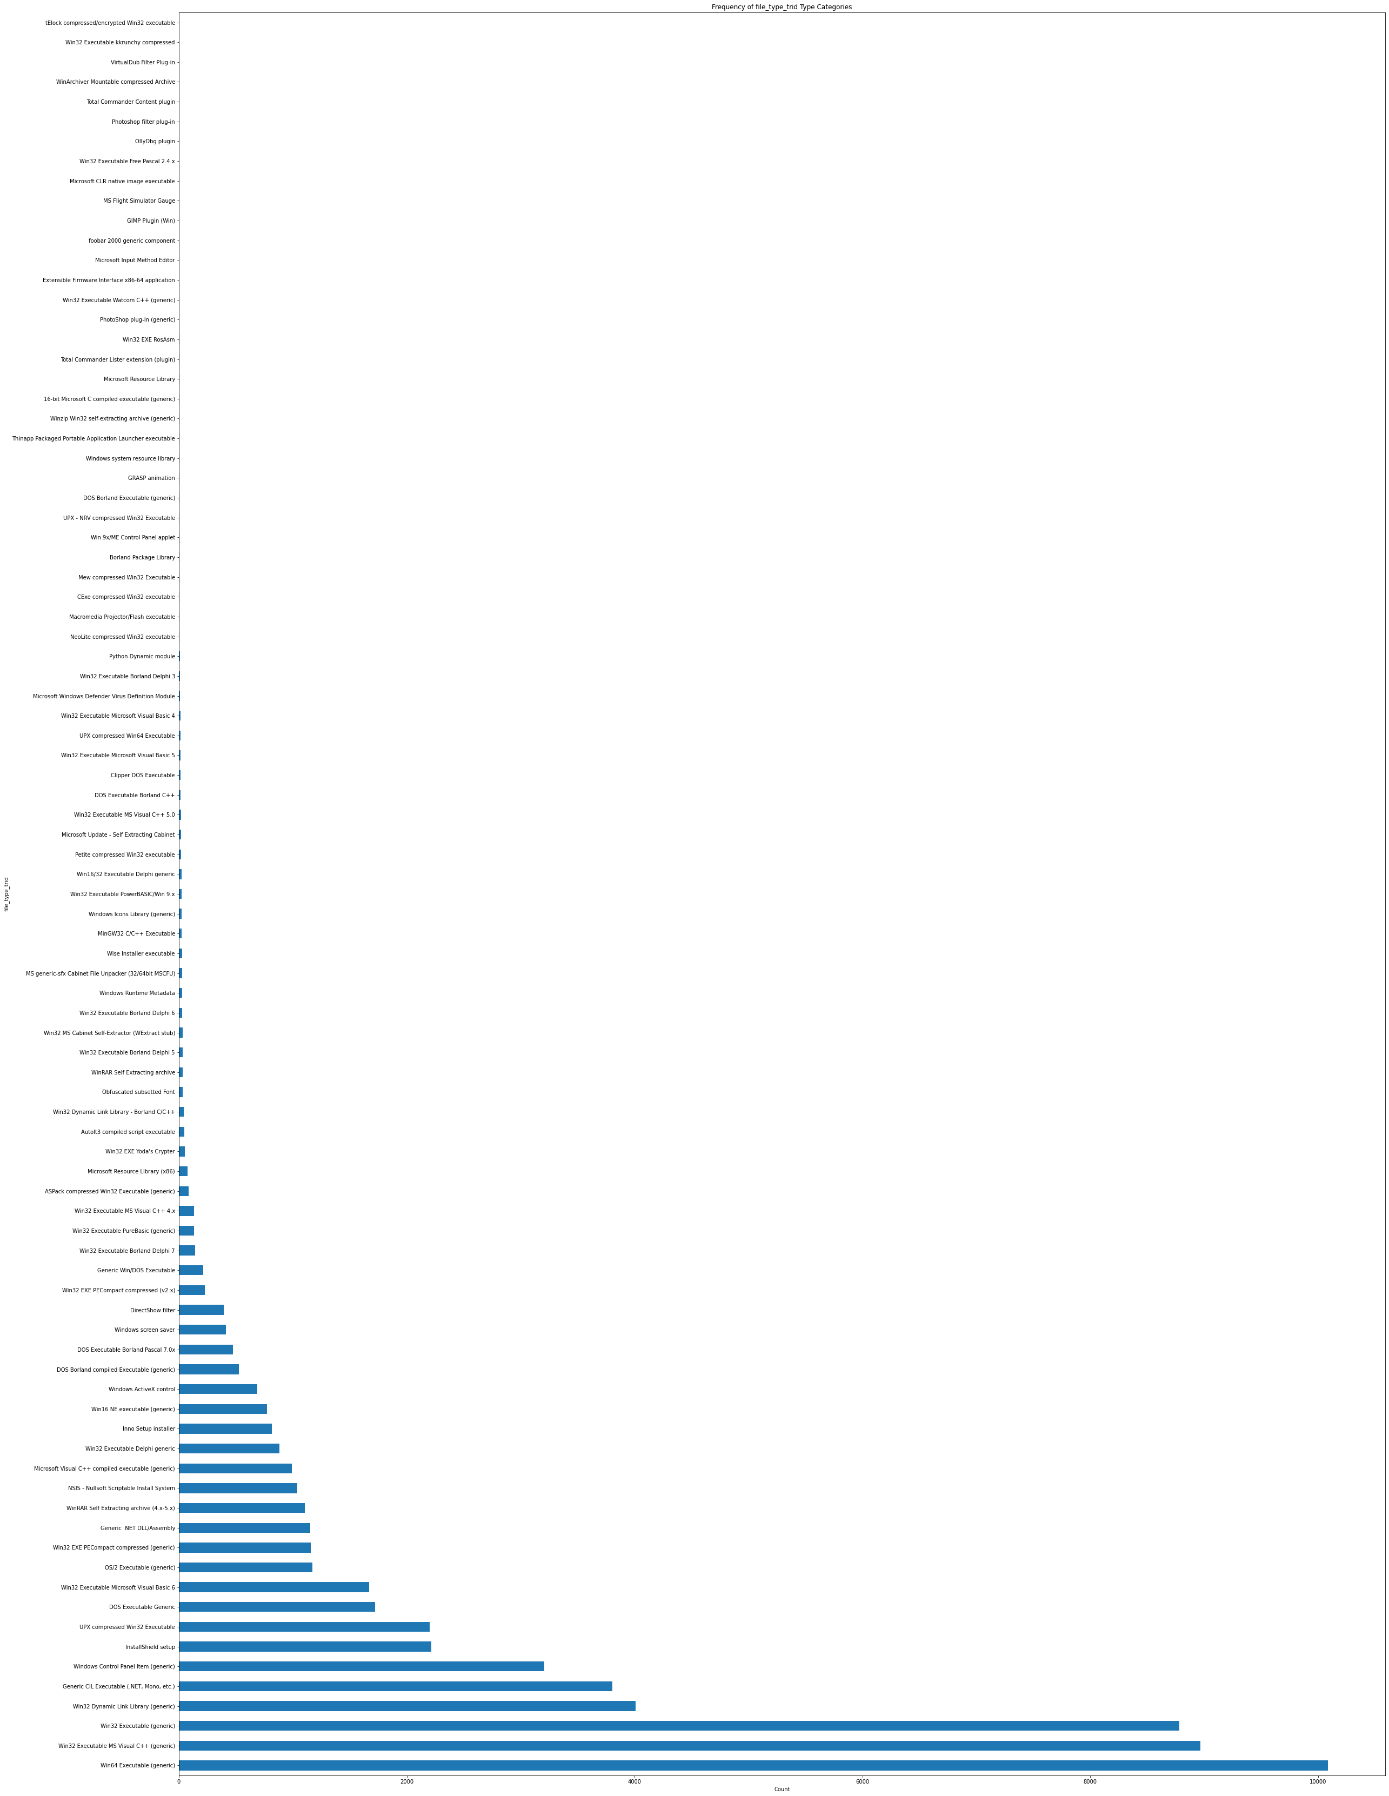 Frequency of file_type_trid Type Categories
tElock compressed/encrypted Win32 executable
Win32 Executable kkrunchy compressed
VirtualDub Filter Plug-in
WinArchiver Mountable compressed Archive
Total Commander Content plugin
Photoshop filter plug-in
OllyDbg plugin
Win32 Executable Free Pascal 2.4.x
Microsoft CLR native image executable
MS Flight Simulator Gauge
GIMP Plugin (Win)
foobar 2000 generic component
Microsoft Input Method Editor
Extensible Firmware Interface x86-64 application
Win32 Executable Watcom C++ (generic)
PhotoShop plug-in (generic)
Win32 EXE RosAsm
Total Commander Lister extension (plugin)
Microsoft Resource Library
16-bit Microsoft C compiled executable (generic)
Winzip Win32 self-extracting archive (generic)
Thinapp Packaged Portable Application Launcher executable
Windows system resource library
GRASP animation
DOS Borland Executable (generic)
UPX - NRV compressed Win32 Executable
Win 9x/ME Control Panel applet
Borland Package Library
Mew compressed Win32 Executable
CExe compressed Win32 executable
Macromedia Projector/Flash executable
NeoLite compressed Win32 executable
Python Dynamic module
Win32 Executable Borland Delphi 3
Microsoft Windows Defender Virus Definition Module
Win32 Executable Microsoft Visual Basic 4
UPX compressed Win64 Executable
Win32 Executable Microsoft Visual Basic 5
Clipper DOS Executable
DOS Executable Borland C++
Win32 Executable MS Visual C++ 5.0
Microsoft Update - Self Extracting Cabinet
Petite compressed Win32 executable
Win16/32 Executable Delphi generic
Win32 Executable PowerBASIC/Win 9.x
Windows Icons Library (generic)
MinGW32 C/C++ Executable
Wise Installer executable
MS generic-sfx Cabinet File Unpacker (32/64bit MSCFU)
Windows Runtime Metadata
Win32 Executable Borland Delphi 6
Win32 MS Cabinet Self-Extractor (WExtract stub)
Win32 Executable Borland Delphi 5
WinRAR Self Extracting archive
Obfuscated subsetted Font
Win32 Dynamic Link Library - Borland C/C++
AutoIt3 compiled script executable
Win32 EXE Yoda's Crypter
Microsoft Resource Library (x86)
ASPack compressed Win32 Executable (generic)
Win32 Executable MS Visual C++ 4.x
Win32 Executable PureBasic (generic)
Win32 Executable Borland Delphi 7
Generic Win/DOS Executable
Win32 EXE PECompact compressed (v2.x)
DirectShow filter
Windows screen saver
DOS Executable Borland Pascal 7.0x
DOS Borland compiled Executable (generic)
Windows ActiveX control
Win16 NE executable (generic)
Inno Setup installer
Win32 Executable Delphi generic
Microsoft Visual C++ compiled executable (generic)
NSIS - Nullsoft Scriptable Install System
WinRAR Self Extracting archive (4.x-5.x)
Generic .NET DLL/Assembly
Win32 EXE PECompact compressed (generic)
OS/2 Executable (generic)
Win32 Executable Microsoft Visual Basic 6
DOS Executable Generic
UPX compressed Win32 Executable
InstallShield setup
Windows Control Panel Item (generic)
Generic CIL Executable (.NET, Mono, etc.)
Win32 Dynamic Link Library (generic)
Win32 Executable (generic)
Win32 Executable MS Visual C++ (generic)
Win64 Executable (generic)
file_type_trid
0 2000 4000 6000 8000 10000
Count